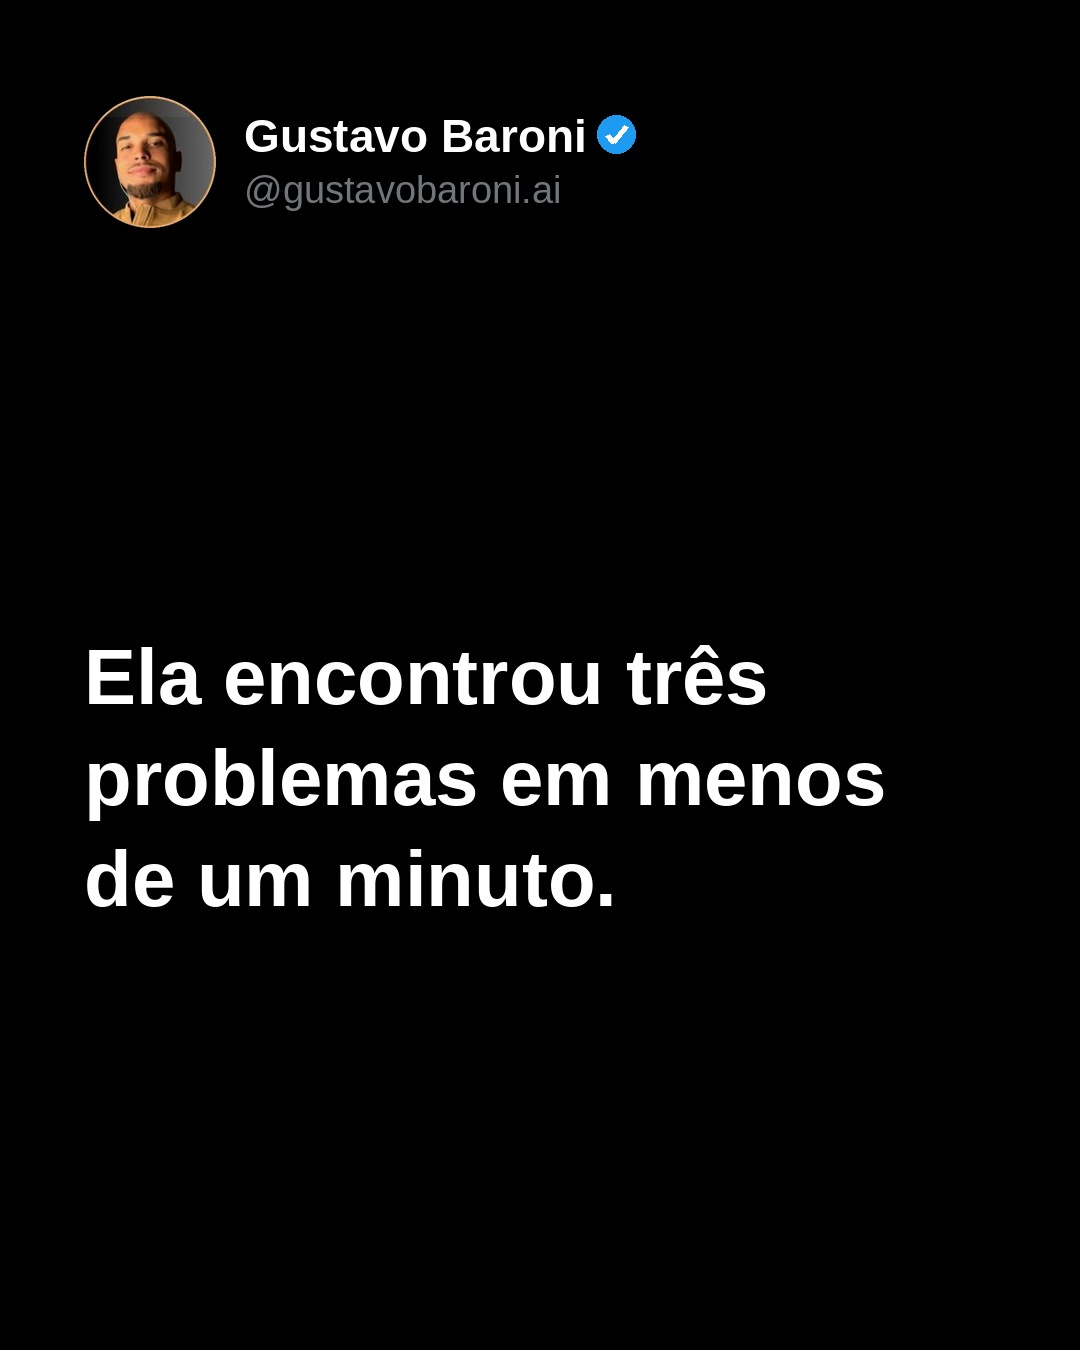 Gustavo Baroni
@gustavobaroni.ai
Ela encontrou três
problemas em menos
de um minuto.